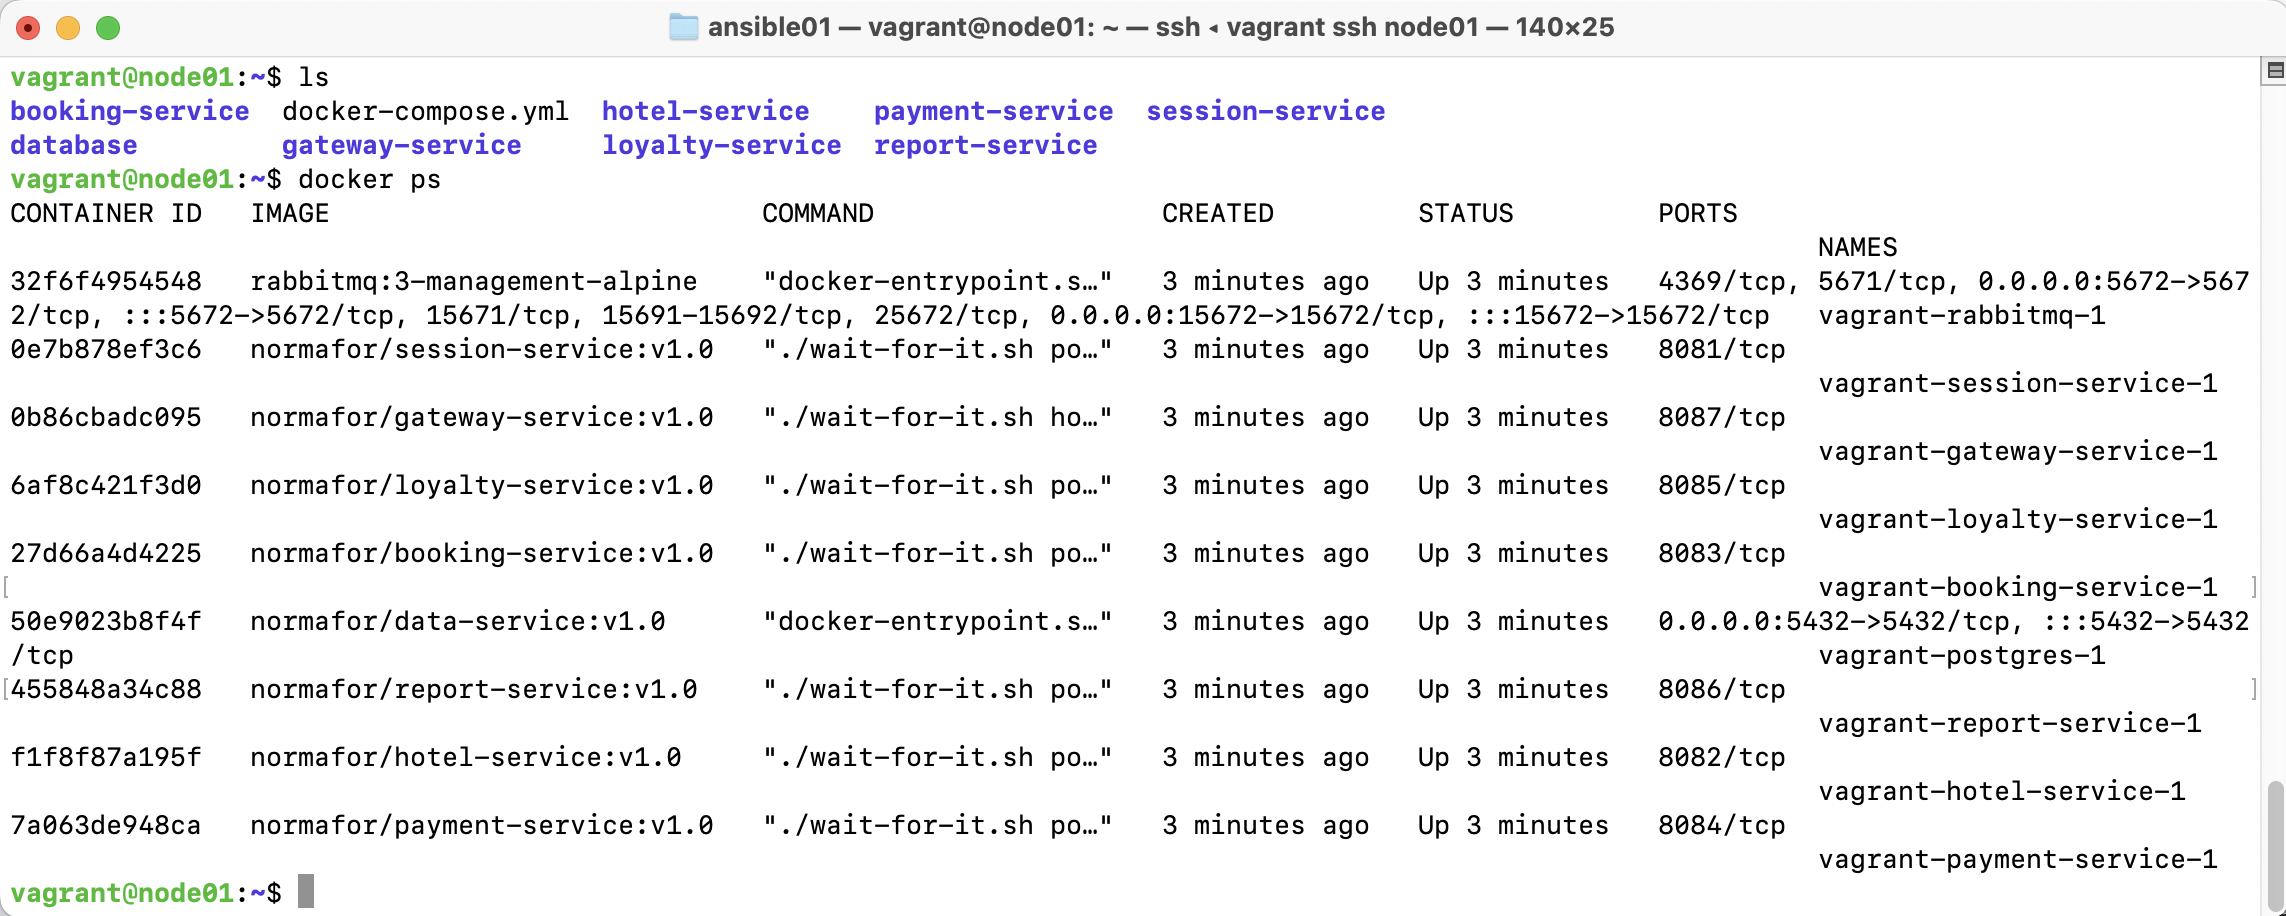 ansible01 — vagrant@node01: ~ — ssh ◂ vagrant ssh node01 — 140×25
vagrant@node01:~$ ls
booking-service  docker-compose.yml  hotel-service    payment-service  session-service
database         gateway-service     loyalty-service  report-service
vagrant@node01:~$ docker ps
CONTAINER ID   IMAGE                           COMMAND                  CREATED         STATUS         PORTS
NAMES
32f6f4954548   rabbitmq:3-management-alpine    "docker-entrypoint.s…"   3 minutes ago   Up 3 minutes   4369/tcp, 5671/tcp, 0.0.0.0:5672->567
2/tcp, :::5672->5672/tcp, 15671/tcp, 15691-15692/tcp, 25672/tcp, 0.0.0.0:15672->15672/tcp, :::15672->15672/tcp   vagrant-rabbitmq-1
0e7b878ef3c6   normafor/session-service:v1.0   "./wait-for-it.sh po…"   3 minutes ago   Up 3 minutes   8081/tcp
vagrant-session-service-1
0b86cbadc095   normafor/gateway-service:v1.0   "./wait-for-it.sh ho…"   3 minutes ago   Up 3 minutes   8087/tcp
vagrant-gateway-service-1
6af8c421f3d0   normafor/loyalty-service:v1.0   "./wait-for-it.sh po…"   3 minutes ago   Up 3 minutes   8085/tcp
vagrant-loyalty-service-1
27d66a4d4225   normafor/booking-service:v1.0   "./wait-for-it.sh po…"   3 minutes ago   Up 3 minutes   8083/tcp
vagrant-booking-service-1
50e9023b8f4f   normafor/data-service:v1.0      "docker-entrypoint.s…"   3 minutes ago   Up 3 minutes   0.0.0.0:5432->5432/tcp, :::5432->5432
/tcp   vagrant-postgres-1
455848a34c88   normafor/report-service:v1.0    "./wait-for-it.sh po…"   3 minutes ago   Up 3 minutes   8086/tcp
vagrant-report-service-1
f1f8f87a195f   normafor/hotel-service:v1.0     "./wait-for-it.sh po…"   3 minutes ago   Up 3 minutes   8082/tcp
vagrant-hotel-service-1
7a063de948ca   normafor/payment-service:v1.0   "./wait-for-it.sh po…"   3 minutes ago   Up 3 minutes   8084/tcp
vagrant-payment-service-1
vagrant@node01:~$